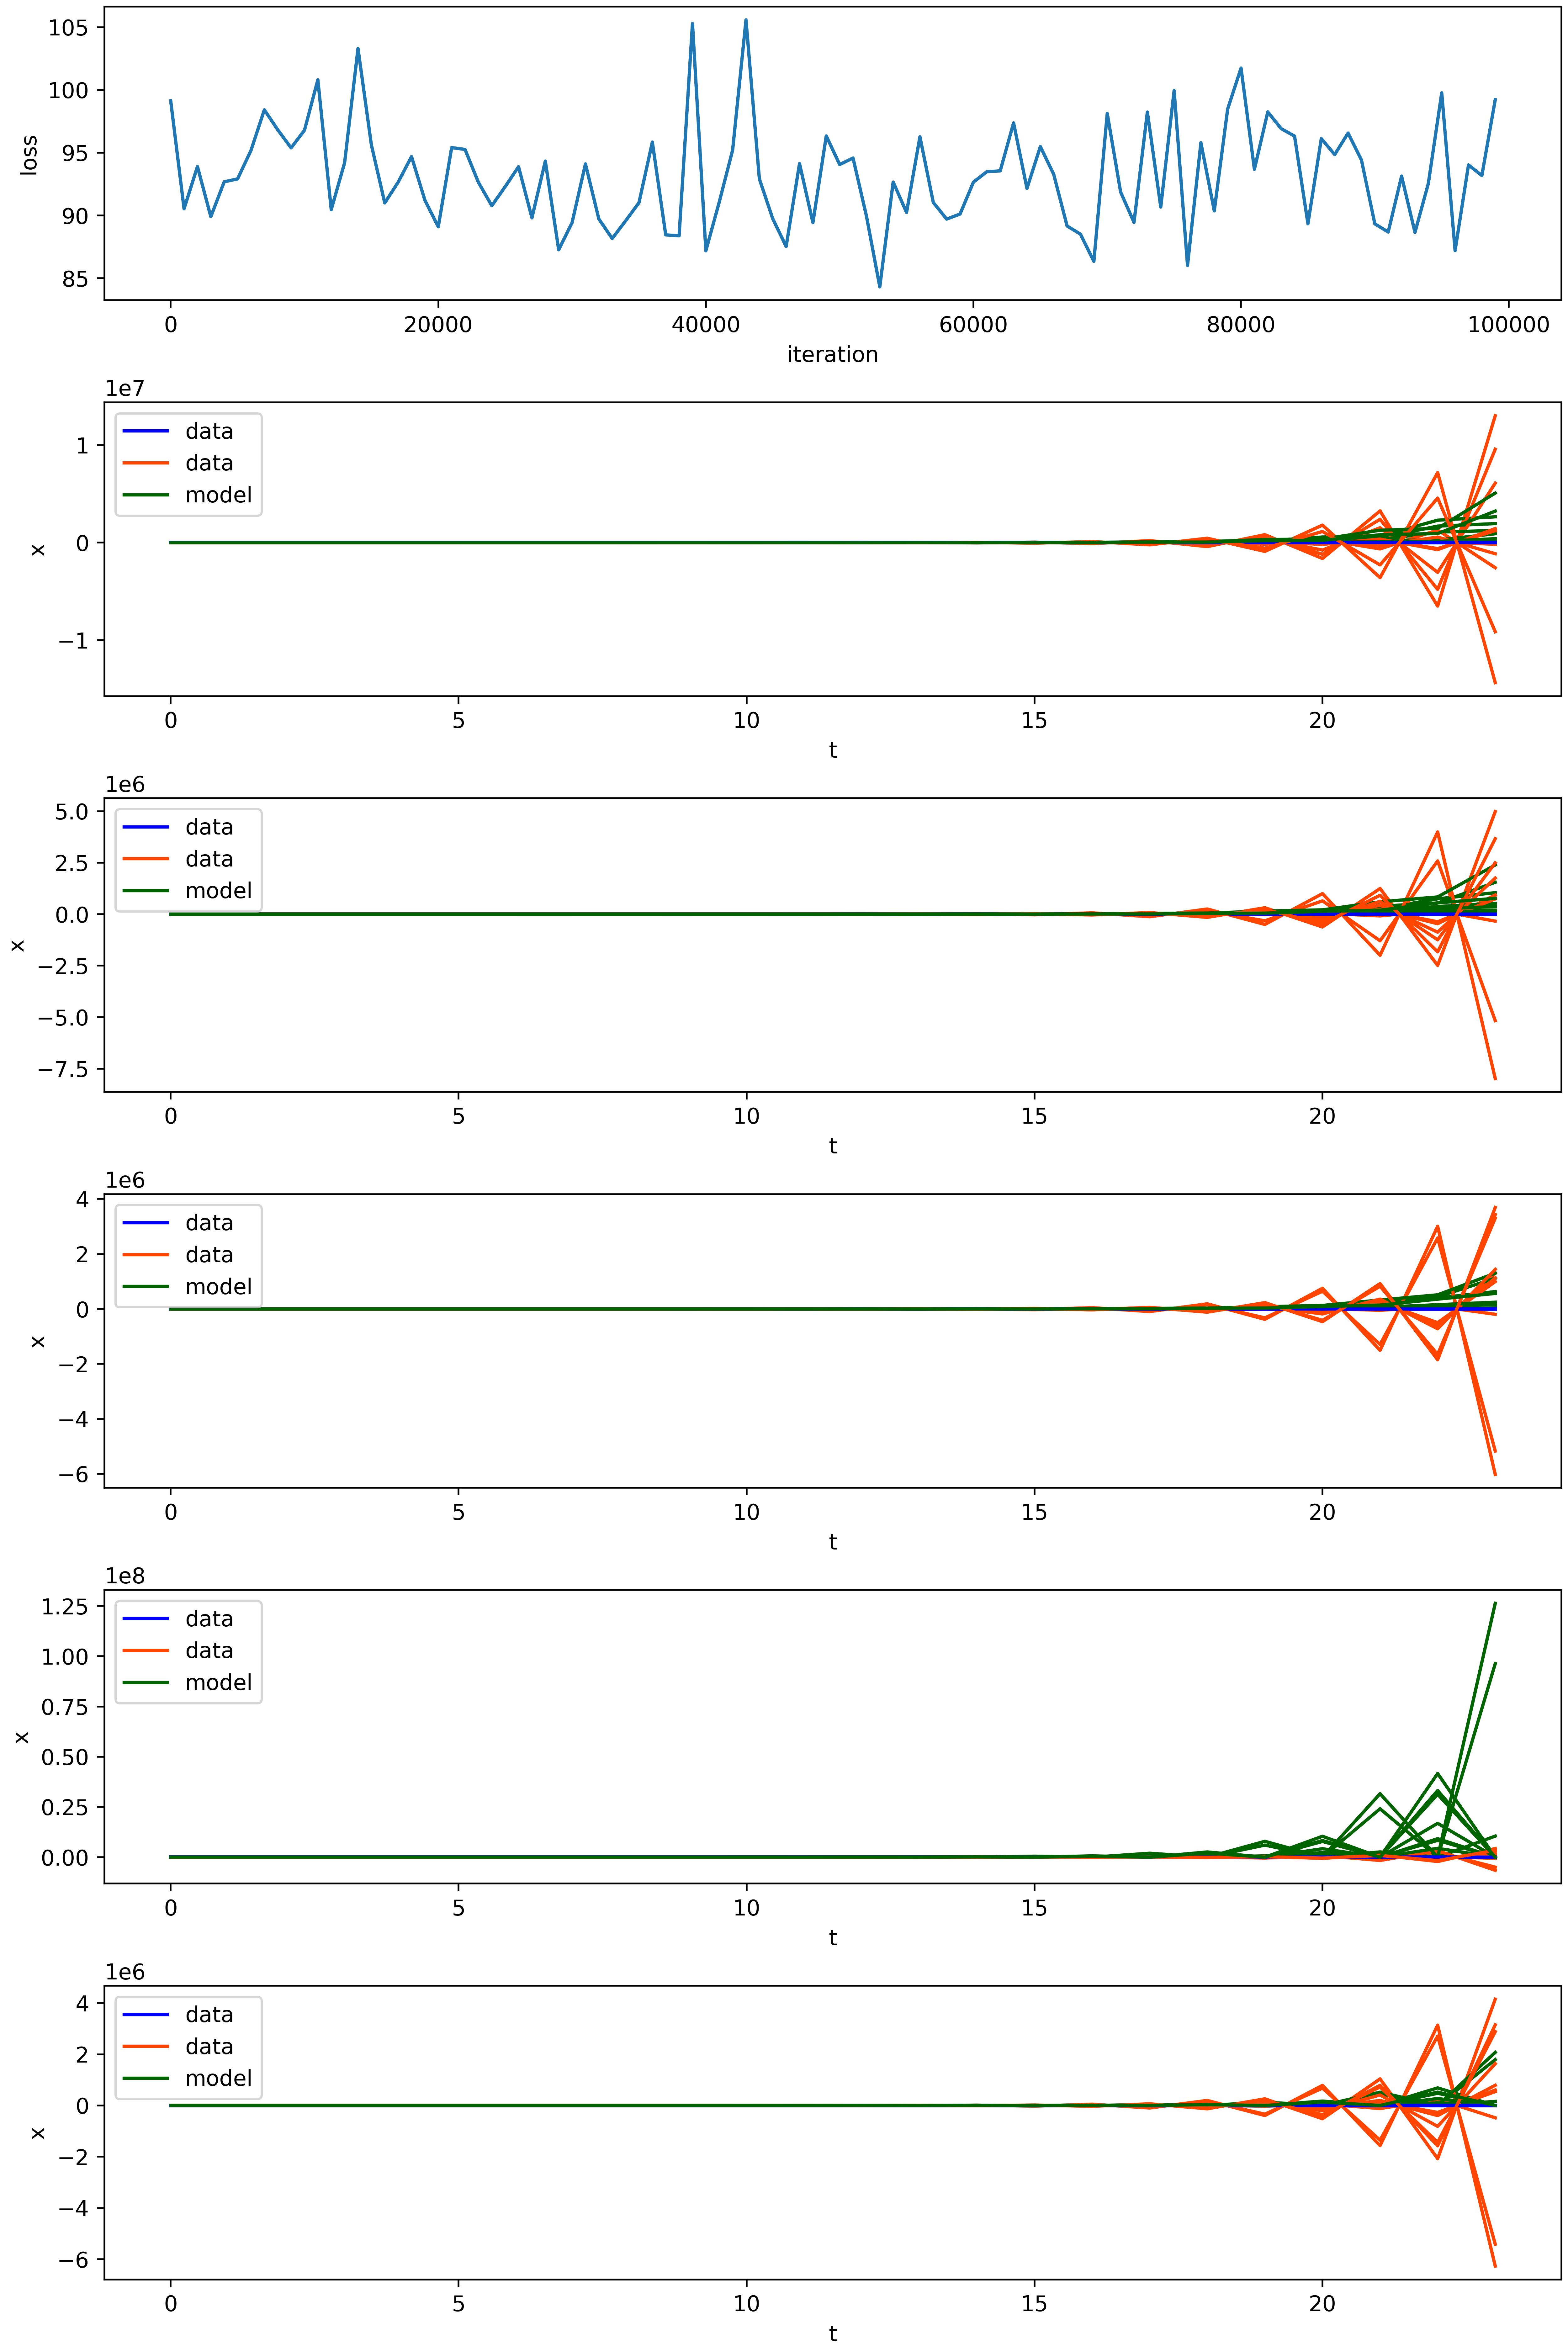 105
100
95
90
85
loss
0 20000 40000 60000 80000 100000
iteration
1e7
data
data
model
1
0
−1
x
0 5 10 15 20
t
1e6
data
data
model
5.0
2.5
0.0
−2.5
−5.0
−7.5
x
0 5 10 15 20
t
1e6
data
data
model
4
2
0
−2
−4
−6
x
0 5 10 15 20
t
1e8
data
data
model
1.25
1.00
0.75
0.50
0.25
0.00
x
0 5 10 15 20
t
1e6
data
data
model
4
2
0
−2
−4
−6
x
0 5 10 15 20
t